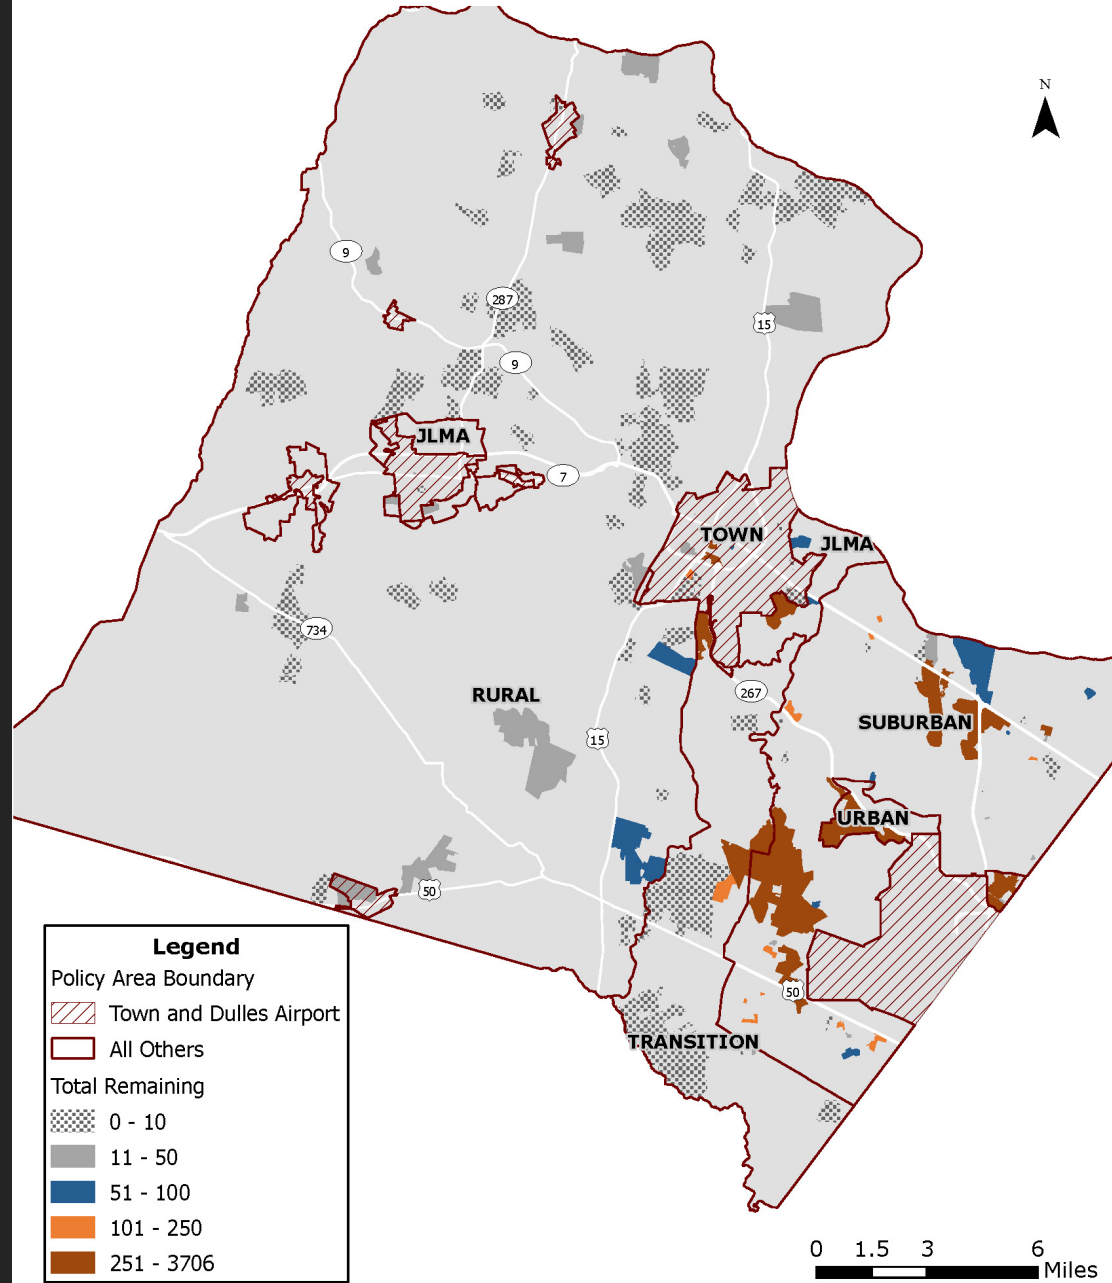 N
9
287
15
9
JLMA
7
TOWN
JLMA
734
267
RURAL
SUBURBAN
15
URBAN
50
50
TRANSITION
Legend
Policy Area Boundary
Town and Dulles Airport
All Others
Total Remaining
0 - 10
11 - 50
51 - 100
101 - 250
251 - 3706
0 1.5 3 6
Miles